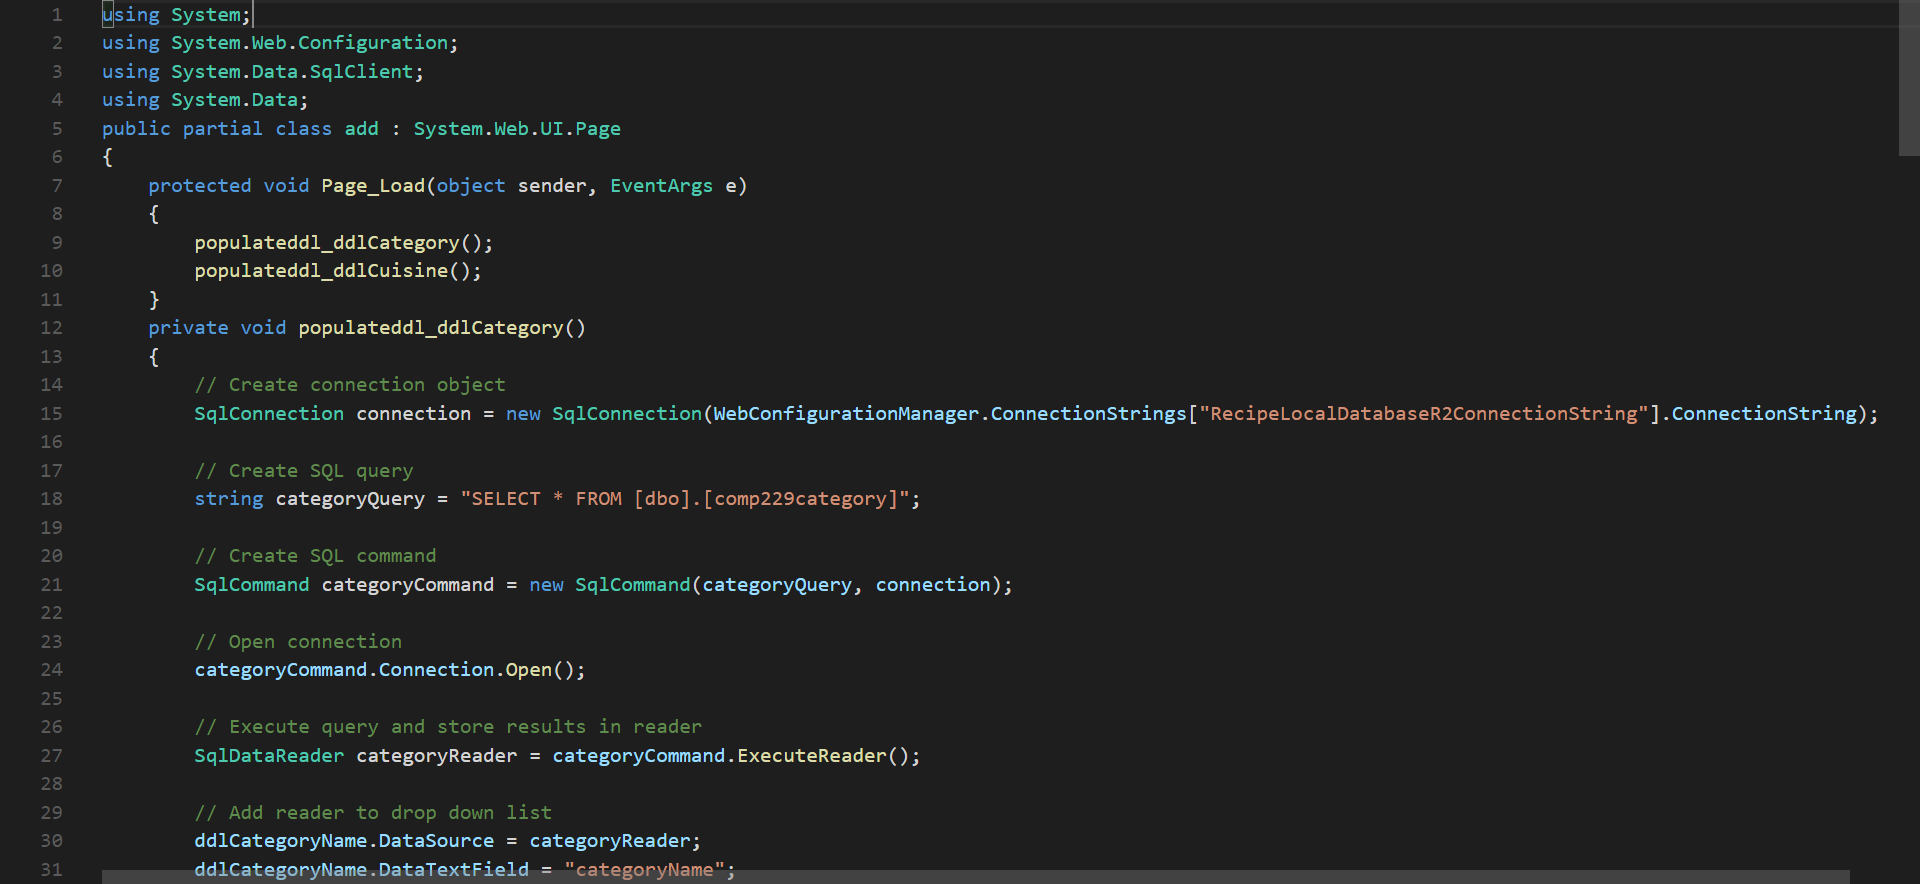 1 using System;
2 using System.Web.Configuration;
3 using System.Data.SqlClient;
4 using System.Data;
5 public partial class add : System.Web.UI.Page
6 {
7 protected void Page_Load(object sender, EventArgs e)
8 {
9 populateddl_ddlCategory();
10 populateddl_ddlCuisine();
11 }
12 private void populateddl_ddlCategory()
13 {
14 // Create connection object
15 SqlConnection connection = new SqlConnection(WebConfigurationManager.ConnectionStrings["RecipeLocalDatabaseR2ConnectionString"].ConnectionString);
16
17 // Create SQL query
18 string categoryQuery = "SELECT * FROM [dbo].[comp229category]";
19
20 // Create SQL command
21 SqlCommand categoryCommand = new SqlCommand(categoryQuery, connection);
22
23 // Open connection
24 categoryCommand.Connection.Open();
25
26 // Execute query and store results in reader
27 SqlDataReader categoryReader = categoryCommand.ExecuteReader();
28
29 // Add reader to drop down list
30 ddlCategoryName.DataSource = categoryReader;
31 ddlCategoryName.DataTextField = "categoryName";